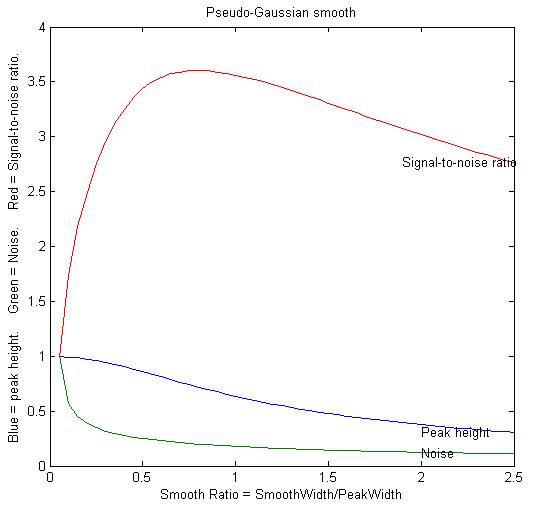 Pseudo-Gaussian smooth
4
3.5
3
2.5
2
1.5
1
0.5
0
Blue = peak height. Green = Noise. Red = Signal-to-noise ratio.
Signal-to-noise ratio
Peak height
Noise
0 0.5 1 1.5 2 2.5
Smooth Ratio = SmoothWidth/PeakWidth